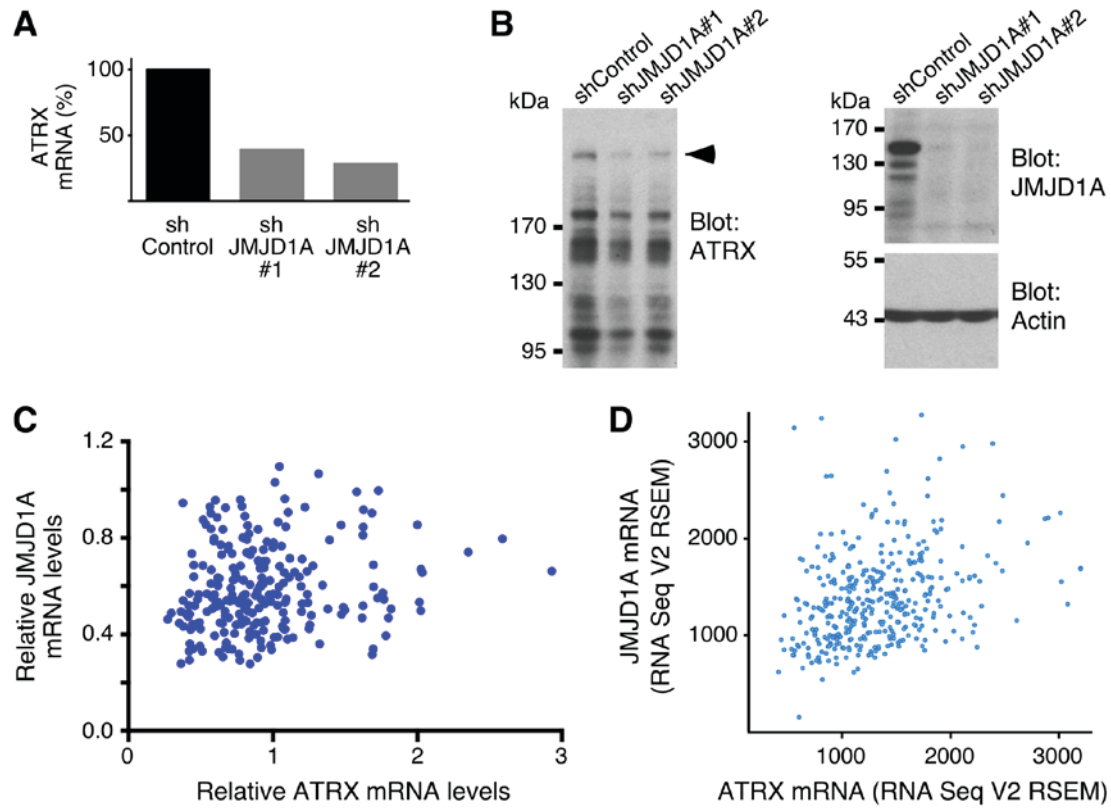 A
100
50
ATRX
mRNA (%)
sh
Control
sh
JMJD1A
#1
sh
JMJD1A
#2
B
kDa
shControl
shJMJD1A#1
shJMJD1A#2
170
130
95
Blot:
ATRX
kDa
shControl
shJMJD1A#1
shJMJD1A#2
170
130
95
Blot:
JMJD1A
55
43
Blot:
Actin
C
Relative JMJD1A
mRNA levels
1.2
0.8
0.4
0.0
0
1
2
3
Relative ATRX mRNA levels
D
JMJD1A mRNA
(RNA Seq V2 RSEM)
3000
2000
1000
1000
2000
3000
ATRX mRNA (RNA Seq V2 RSEM)